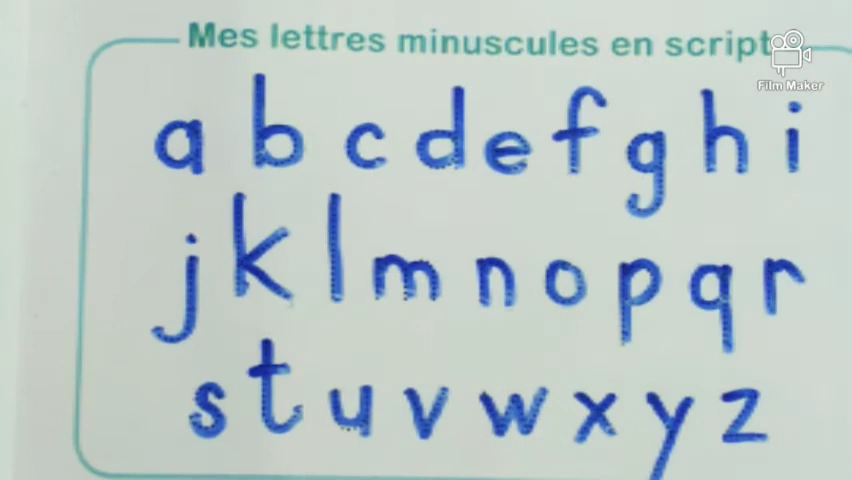 Mes lettres minuscules en script
Film Maker
a b c d e f g h i
j k l m n o p q r
s t u v w x y z